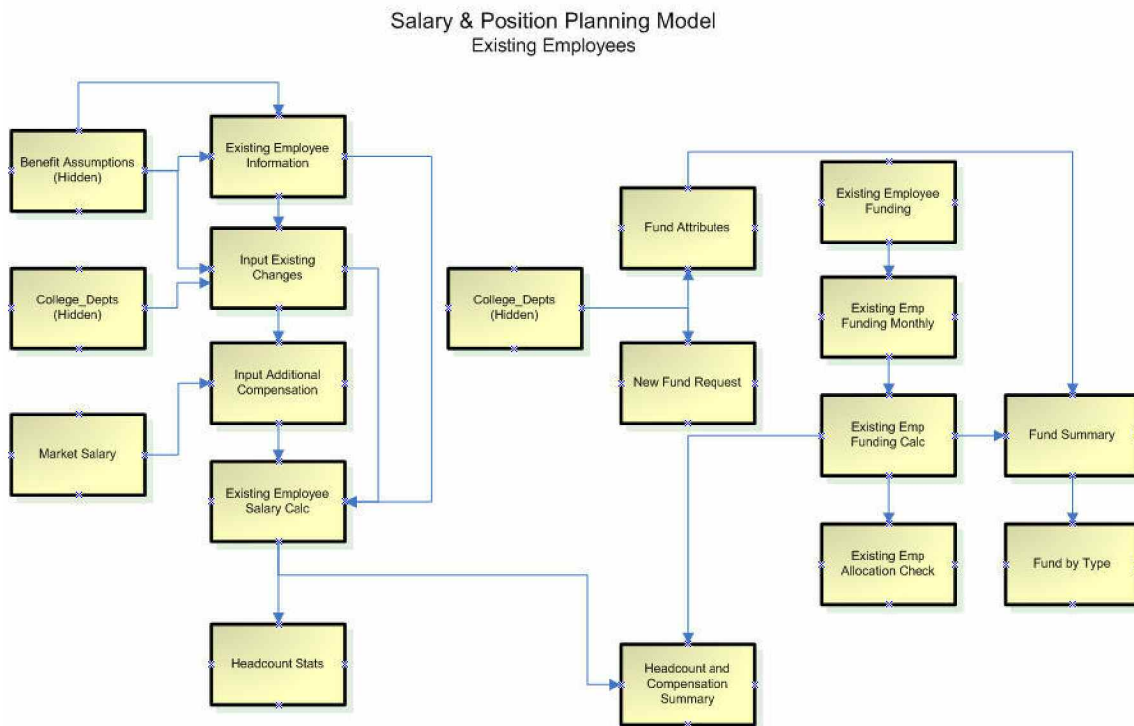 Salary & Position Planning Model
Existing Employees
Benefit Assumptions
(Hidden)
Existing Employee
Information
Existing Employee
Funding
Fund Attributes
Input Existing
Changes
College_Depts
(Hidden)
College_Depts
(Hidden)
Existing Emp
Funding Monthly
Input Additional
Compensation
New Fund Request
Market Salary
Existing Emp
Funding Calc
Fund Summary
Existing Employee
Salary Calc
Existing Emp
Allocation Check
Fund by Type
Headcount Stats
Headcount and
Compensation
Summary